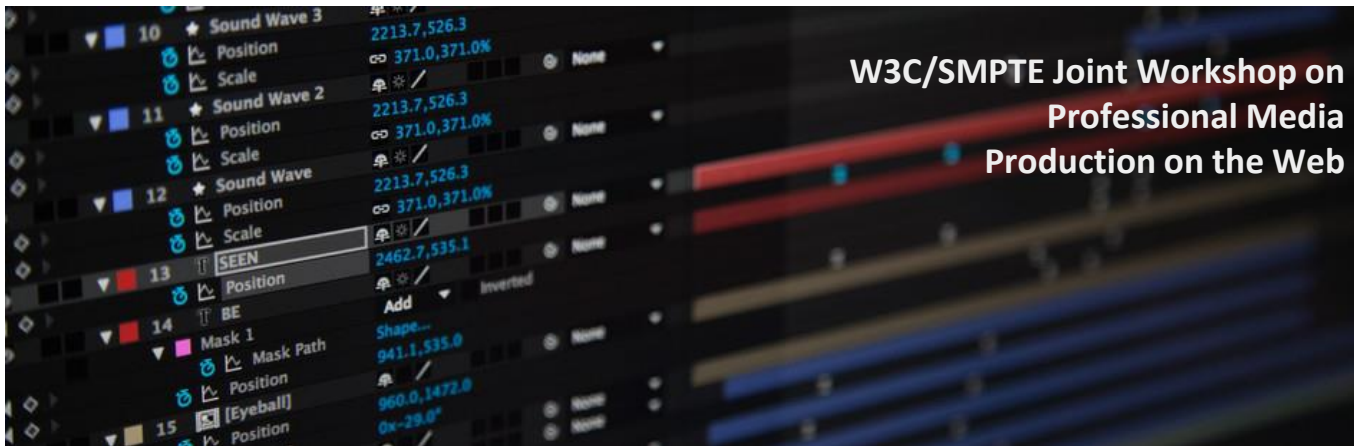 W3C/SMPTE Joint Workshop on
Professional Media
Production on the Web
10 Sound Wave 3
Position 2213.7,526.3
Scale 371.0,371.0%
11 Sound Wave 2 None
Position 2213.7,526.3
Scale 371.0,371.0%
12 Sound Wave None
Position 2213.7,526.3
Scale 371.0,371.0%
13 SEEN None
Position 2462.7,535.1
14 BE None
Mask 1 Add Inverted
Mask Path Shape...
Position 941.1,535.0
15 [Eyeball] None
Position 960.0,1472.0
0x-29.0°
None
None